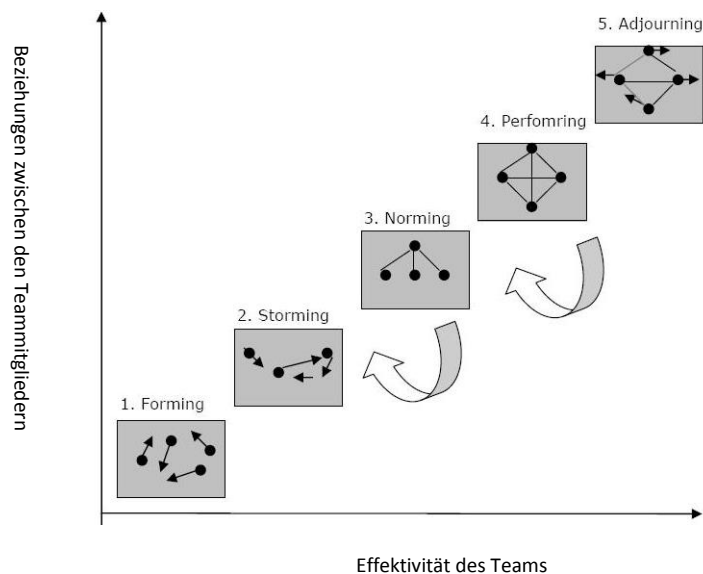 5. Adjourning
4. Perfomring
3. Norming
2. Storming
1. Forming
Beziehungen zwischen den Teammitgliedern
Effektivität des Teams